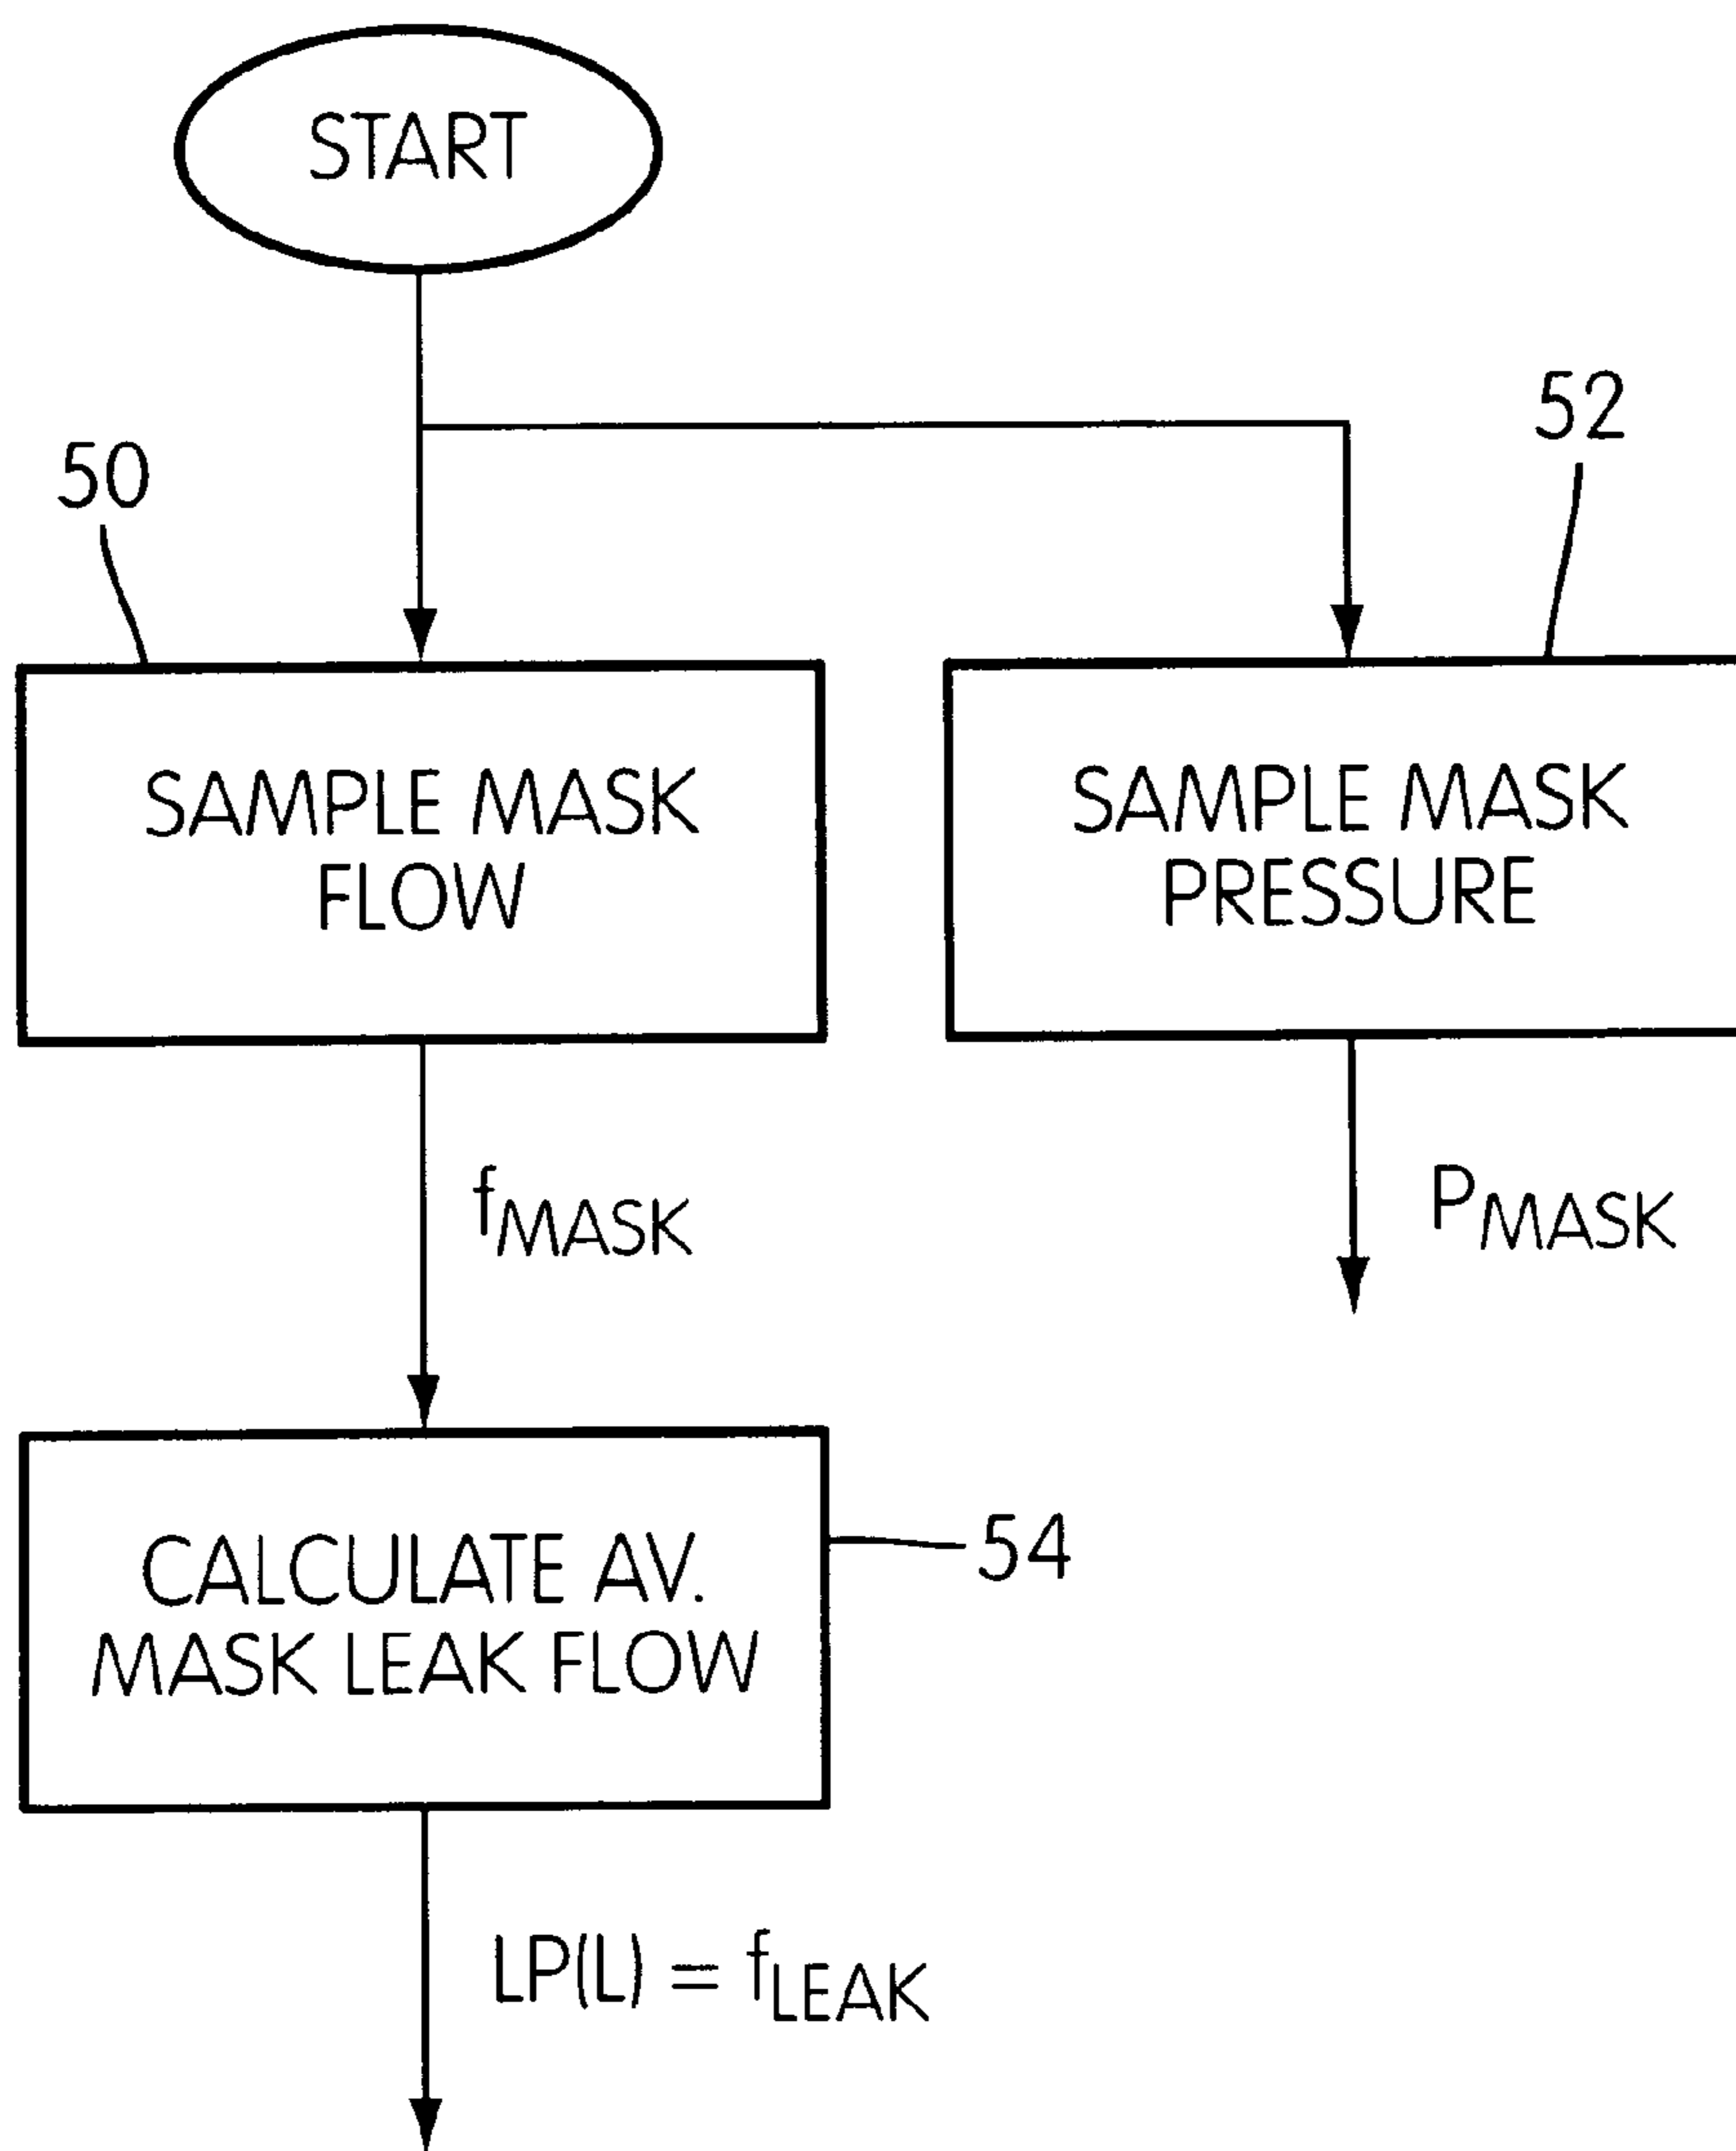 START
50
52
SAMPLE MASK
FLOW
SAMPLE MASK
PRESSURE
fMASK
PMASK
CALCULATE AV.
MASK LEAK FLOW
54
LP(L) = fLEAK